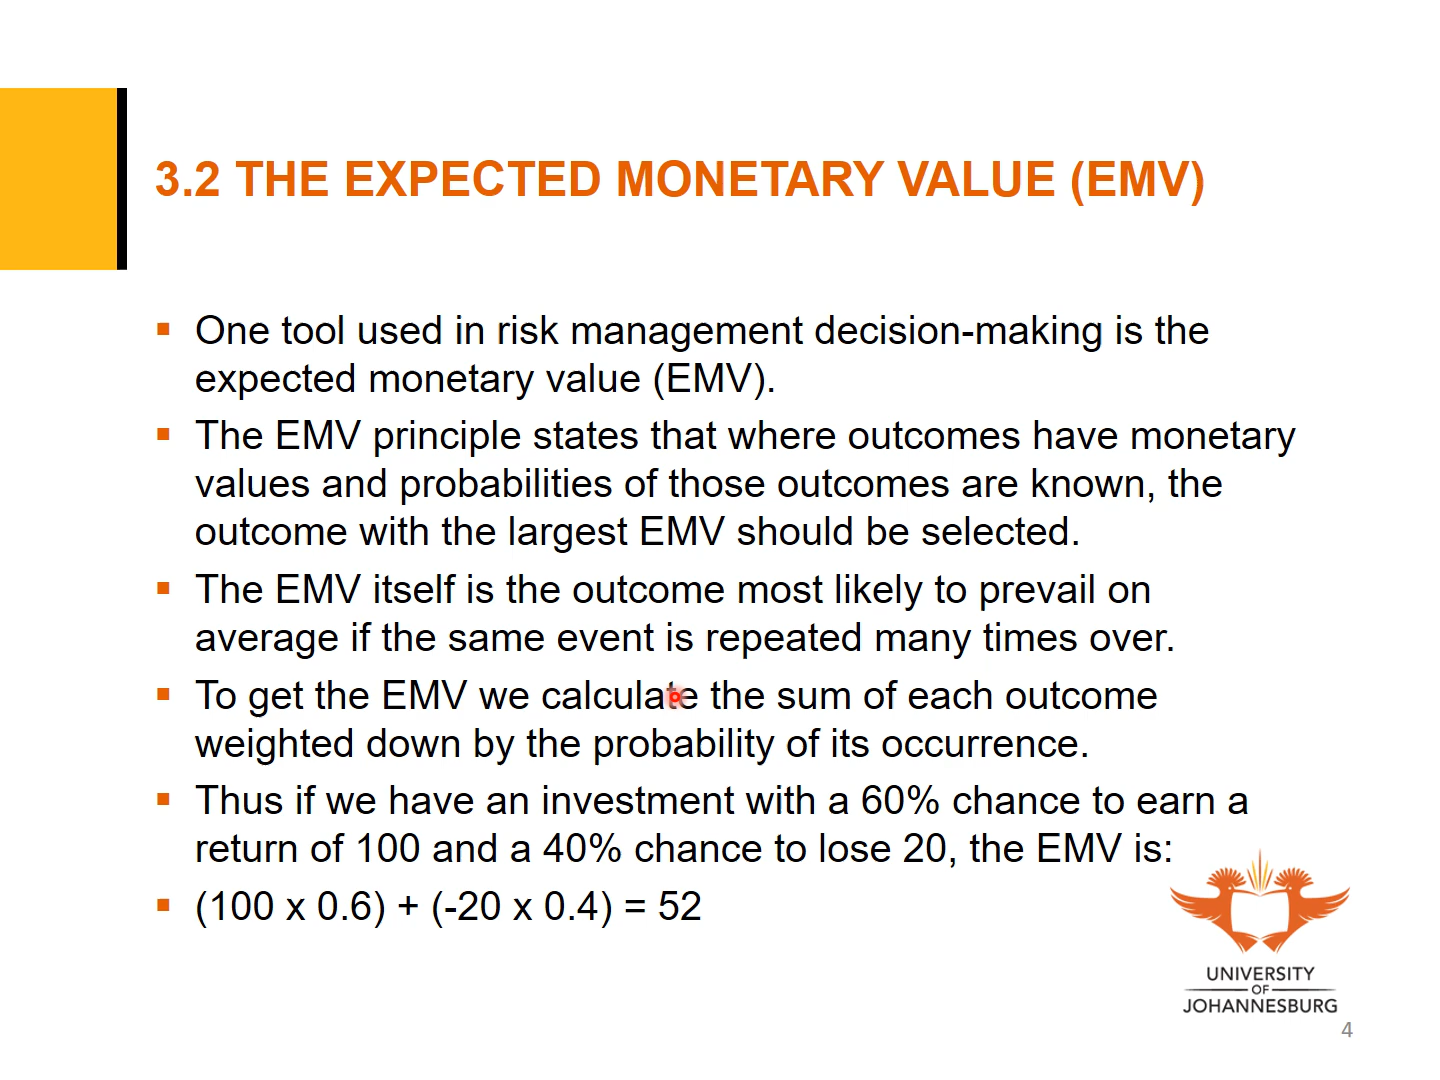 3.2 THE EXPECTED MONETARY VALUE (EMV)
▪ One tool used in risk management decision-making is the
expected monetary value (EMV).
▪ The EMV principle states that where outcomes have monetary
values and probabilities of those outcomes are known, the
outcome with the largest EMV should be selected.
▪ The EMV itself is the outcome most likely to prevail on
average if the same event is repeated many times over.
▪ To get the EMV we calculate the sum of each outcome
weighted down by the probability of its occurrence.
▪ Thus if we have an investment with a 60% chance to earn a
return of 100 and a 40% chance to lose 20, the EMV is:
▪ (100 x 0.6) + (-20 x 0.4) = 52
UNIVERSITY
OF
JOHANNESBURG
4